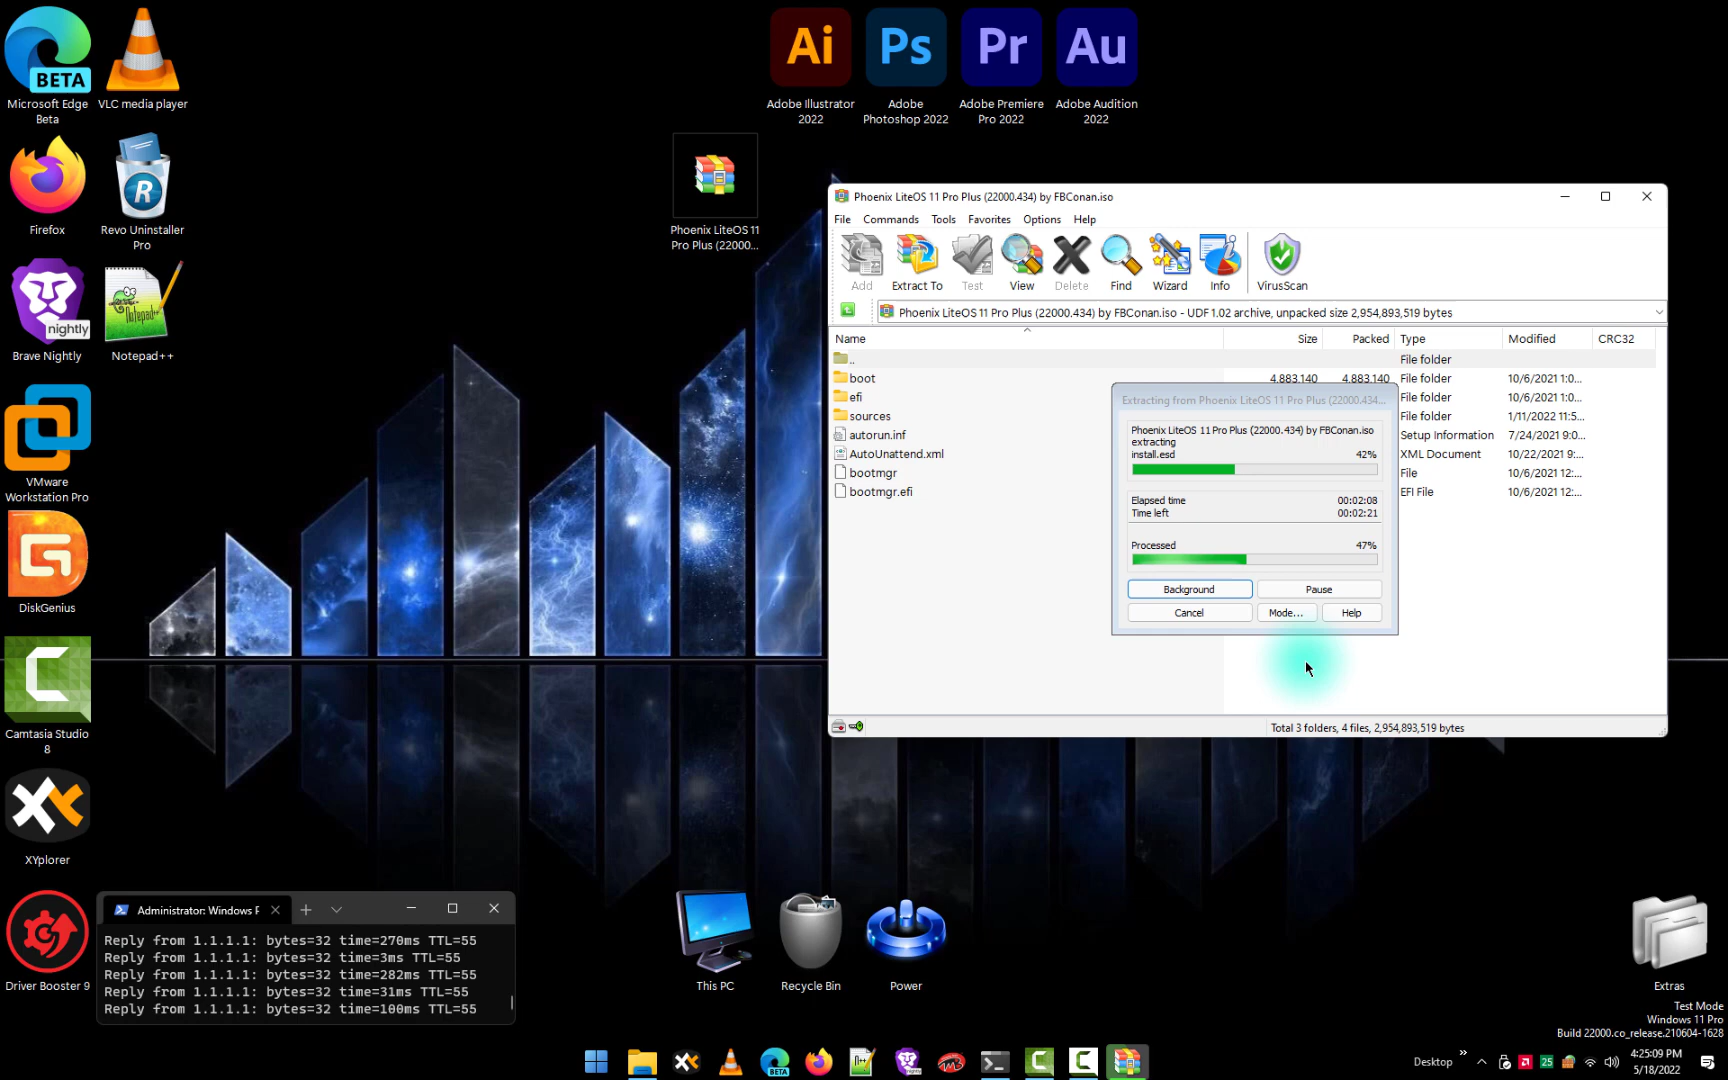 BETA
Microsoft Edge
Beta
VLC media player
Firefox
R
Revo Uninstaller
Pro
nightly
Brave Nightly
Notepad++
Notepad++
VMware
Workstation Pro
G
DiskGenius
C
Camtasia Studio
8
XYplorer
Driver Booster 9
Ai
Adobe Illustrator
2022
Ps
Adobe
Photoshop 2022
Pr
Adobe Premiere
Pro 2022
Au
Adobe Audition
2022
Phoenix LiteOS 11
Pro Plus (22000...
Phoenix LiteOS 11 Pro Plus (22000.434) by FBConan.iso
File Commands Tools Favorites Options Help
Add Extract To Test View Delete Find Wizard Info VirusScan
Phoenix LiteOS 11 Pro Plus (22000.434) by FBConan.iso - UDF 1.02 archive, unpacked size 2,954,893,519 bytes
Name Size Packed Type Modified CRC32
.. File folder
boot 4,883,140 4,883,140 File folder 10/6/2021 1:0...
efi File folder 10/6/2021 1:0...
sources File folder 1/11/2022 11:5...
autorun.inf Setup Information 7/24/2021 9:0...
AutoUnattend.xml XML Document 10/22/2021 9:...
bootmgr File 10/6/2021 12:...
bootmgr.efi EFI File 10/6/2021 12:...
Extracting from Phoenix LiteOS 11 Pro Plus (22000.434...
Phoenix LiteOS 11 Pro Plus (22000.434) by FBConan.iso
extracting
install.esd 42%
Elapsed time 00:02:08
Time left 00:02:21
Processed 47%
Background Pause
Cancel Mode... Help
Total 3 folders, 4 files, 2,954,893,519 bytes
Administrator: Windows P
Reply from 1.1.1.1: bytes=32 time=270ms TTL=55
Reply from 1.1.1.1: bytes=32 time=3ms TTL=55
Reply from 1.1.1.1: bytes=32 time=282ms TTL=55
Reply from 1.1.1.1: bytes=32 time=31ms TTL=55
Reply from 1.1.1.1: bytes=32 time=100ms TTL=55
This PC
Recycle Bin
Power
Extras
Test Mode
Windows 11 Pro
Build 22000.co_release.210604-1628
BETA
nightly
Desktop
25
4:25:09 PM
5/18/2022